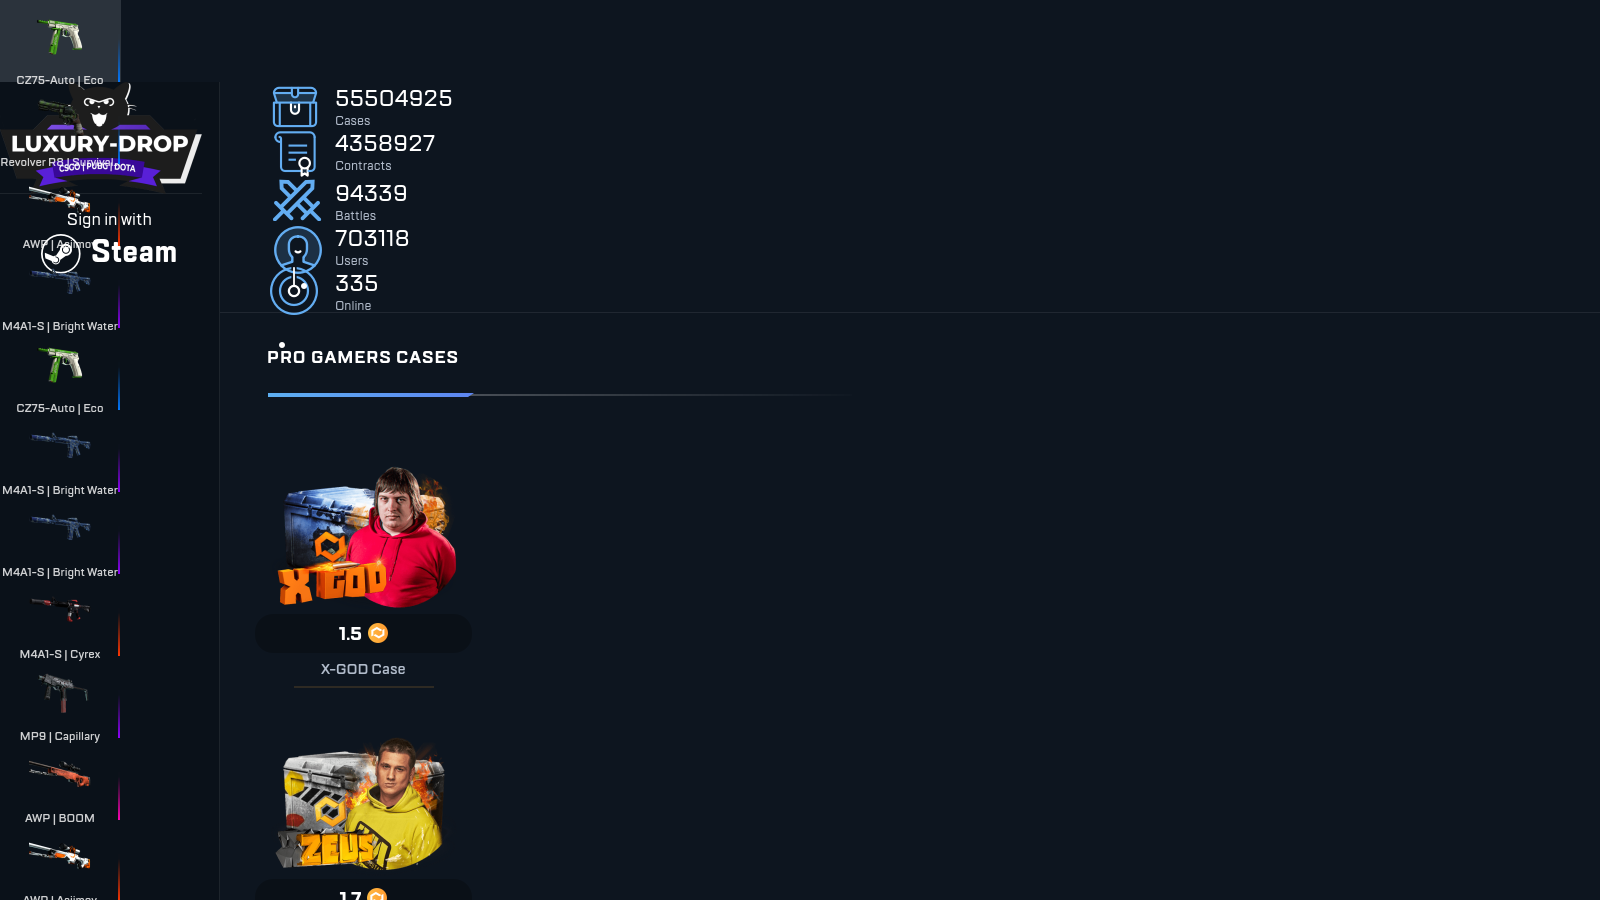 CZ75-Auto | Eco
LUXURY-DROP
Revolver R8 | Survival
CSGO | PUBG | DOTA
Sign in with
AWP | Asiimov
Steam
M4A1-S | Bright Water
CZ75-Auto | Eco
M4A1-S | Bright Water
M4A1-S | Bright Water
M4A1-S | Cyrex
MP9 | Capillary
AWP | BOOM
AWP | Asiimov
55504925
Cases
4358927
Contracts
94339
Battles
703118
Users
335
Online
PRO GAMERS CASES
X-GOD
1.5
X-GOD Case
ZEUS
1.7